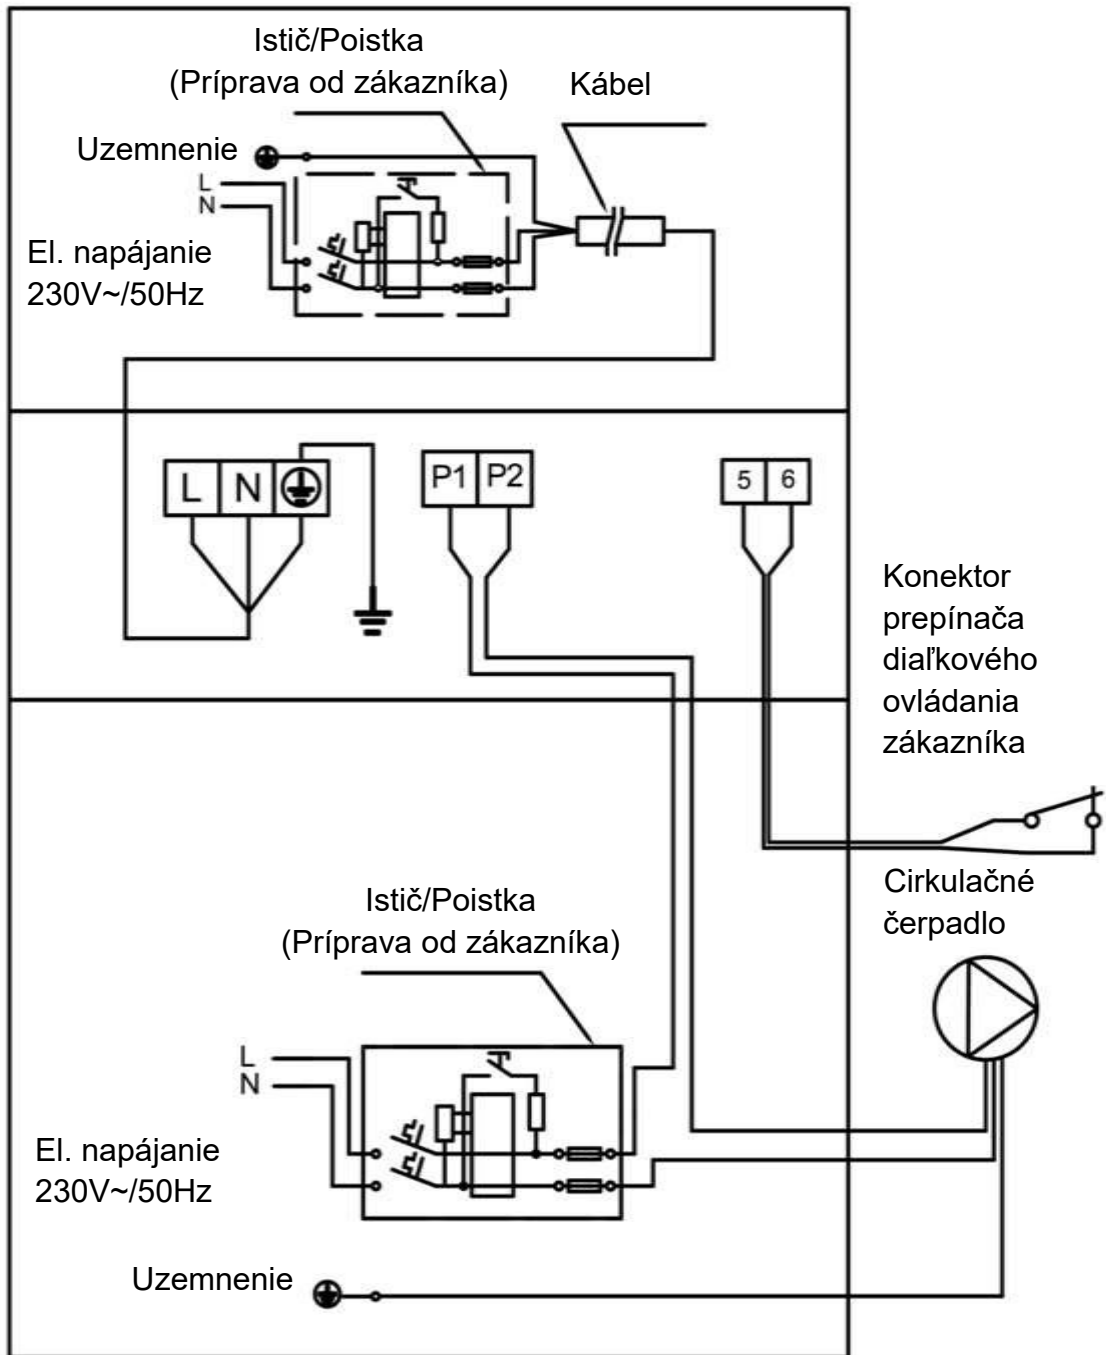 Istič/Poistka
(Príprava od zákazníka)
Kábel
Uzemnenie
L
N
El. napájanie
230V~/50Hz
L N
P1 P2
5 6
Konektor
prepínača
diaľkového
ovládania
zákazníka
Cirkulačné
čerpadlo
Istič/Poistka
(Príprava od zákazníka)
L
N
El. napájanie
230V~/50Hz
Uzemnenie